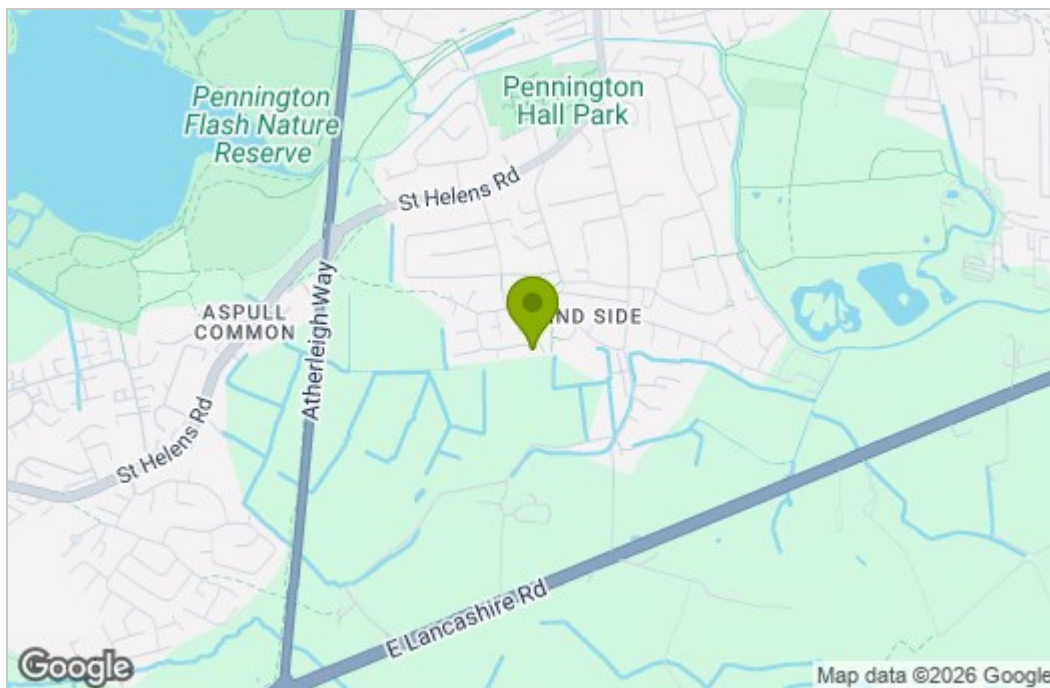 Pennington
Flash Nature
Reserve
Pennington
Hall Park
St Helens Rd
ASPULL
COMMON
Atherleigh Way
SIDE
St Helens Rd
E Lancashire Rd
Google
Map data ©2026 Google